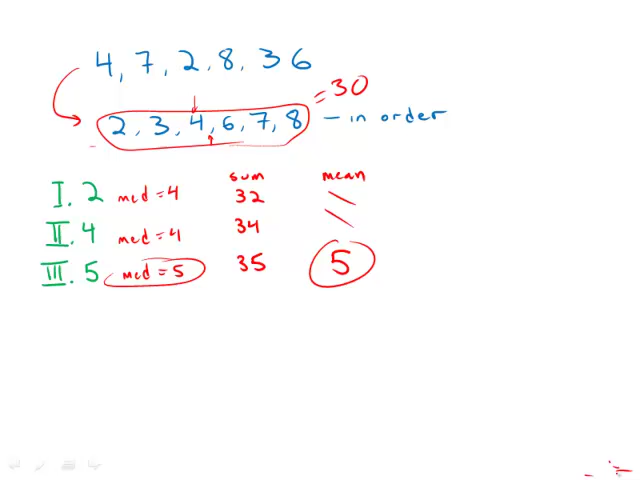 4, 7, 2, 8, 3 6
= 30
2, 3, 4, 6, 7, 8 – in order
sum mean
I. 2 med = 4 32
II. 4 med = 4 34
III. 5 med = 5 35 5